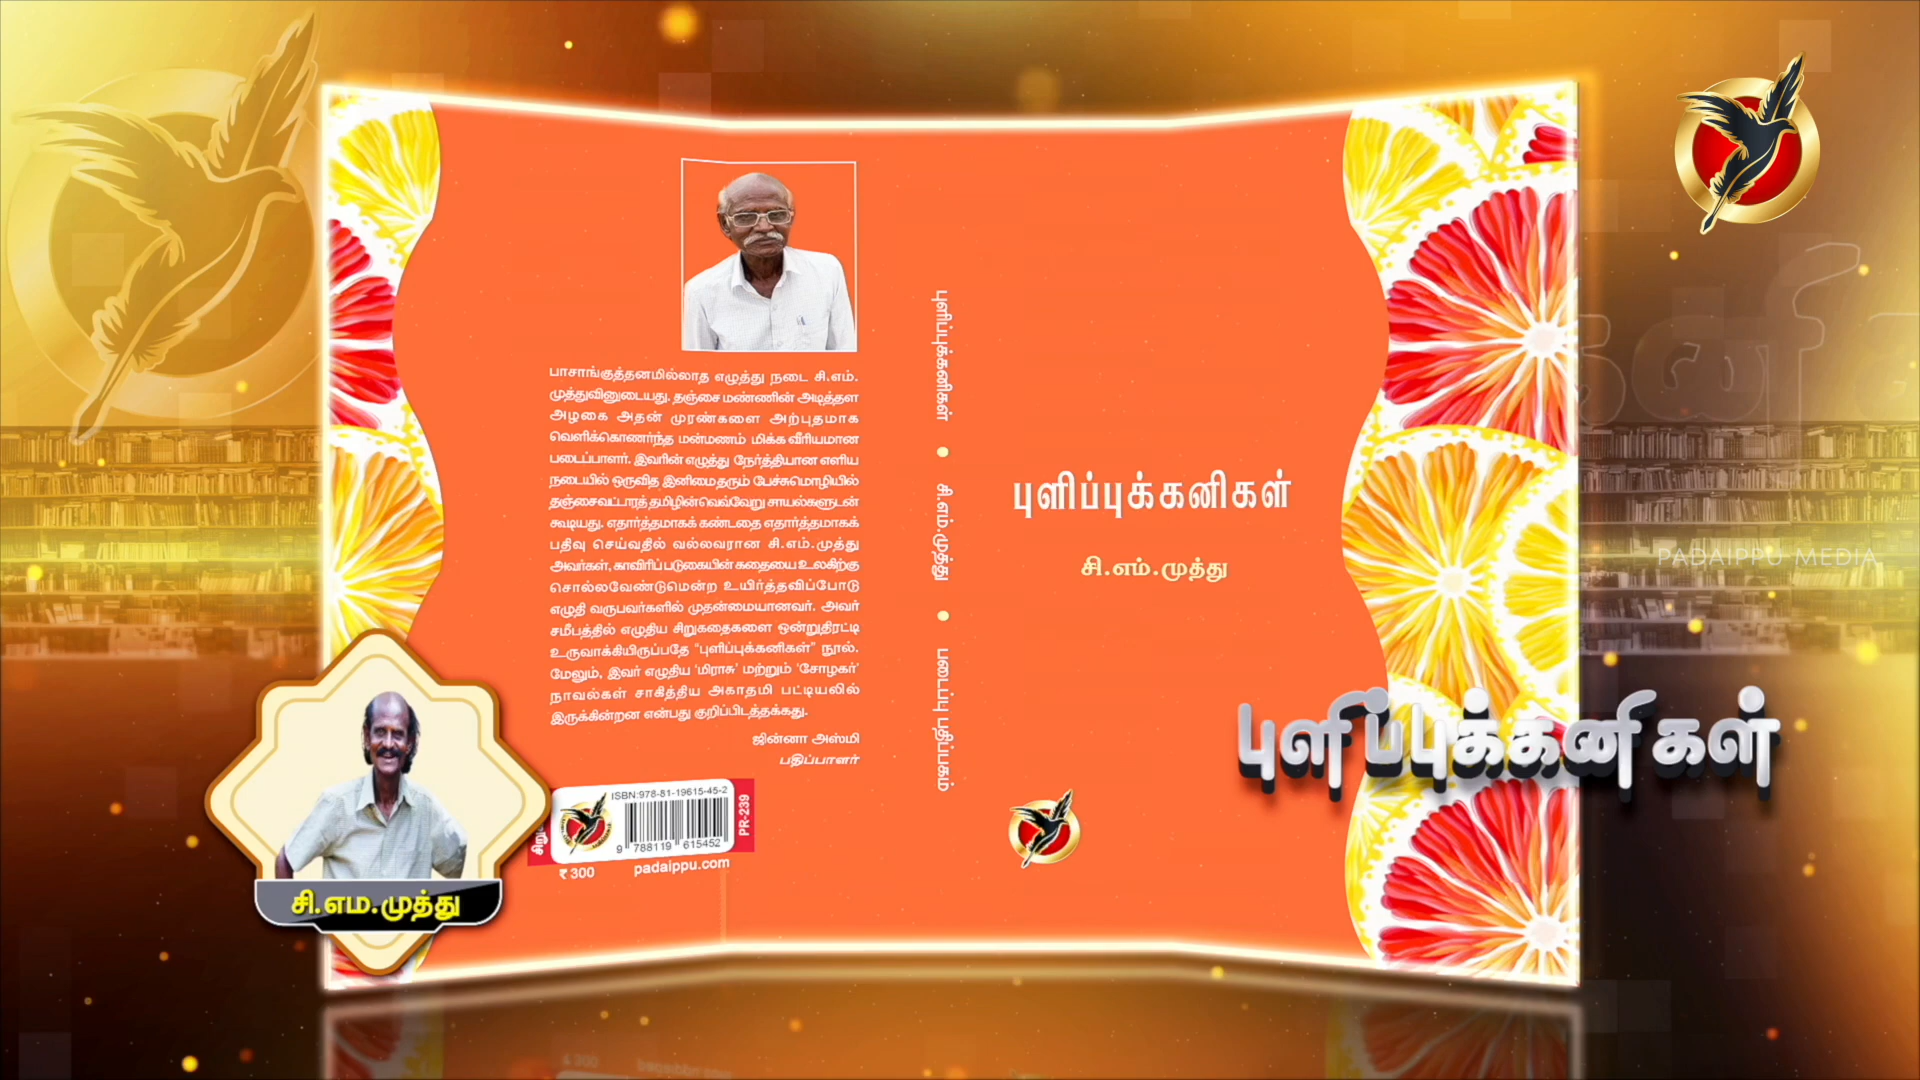 பாசாங்குத்தனமில்லாத எழுத்து நடை சி.எம்.
முத்துவினுடையது. தஞ்சை மண்ணின் அடித்தள
அழகை அதன் முரண்களை அற்புதமாக
வெளிக்கொணர்ந்த மண்மணம் மிக்க வீரியமான
படைப்பாளர். இவரின் எழுத்து நேர்த்தியான எளிய
நடையில் ஒருவித இனிமைதரும் பேச்சுமொழியில்
தஞ்சைவட்டாரத் தமிழின் வெவ்வேறு சாயல்களுடன்
கூடியது. எதார்த்தமாகக் கண்டதை எதார்த்தமாகக்
பதிவு செய்வதில் வல்லவரான சி.எம்.முத்து
அவர்கள், காவிரிப் படுகையின் கதையை உலகிற்கு
சொல்லவேண்டுமென்ற உயிர்த்தவிப்போடு
எழுதி வருபவர்களில் முதன்மையானவர். அவர்
சமீபத்தில் எழுதிய சிறுகதைகளை ஒன்றுதிரட்டி
உருவாக்கியிருப்பதே "புளிப்புக்கனிகள்" நூல்.
மேலும், இவர் எழுதிய 'மிராசு' மற்றும் 'சோழகர்'
நாவல்கள் சாகித்திய அகாதமி பட்டியலில்
இருக்கின்றன என்பது குறிப்பிடத்தக்கது.
ஜின்னா அஸ்மி
பதிப்பாளர்
ISBN:978-81-19615-45-2
9 788119 615452
PR-239
₹ 300 padaippu.com
புளிப்புக்கனிகள் • சி.எம்.முத்து • படைப்பு பதிப்பகம்
புளிப்புக்கனிகள்
சி.எம்.முத்து
PADAIPPU MEDIA
புளிப்புக்கனிகள்
சி.எம.முத்து